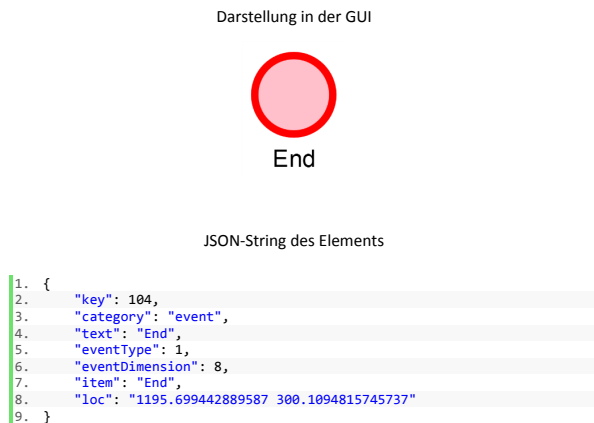 Darstellung in der GUI
End
JSON-String des Elements
1. {
2.     "key": 104,
3.     "category": "event",
4.     "text": "End",
5.     "eventType": 1,
6.     "eventDimension": 8,
7.     "item": "End",
8.     "loc": "1195.699442889587 300.1094815745737"
9. }